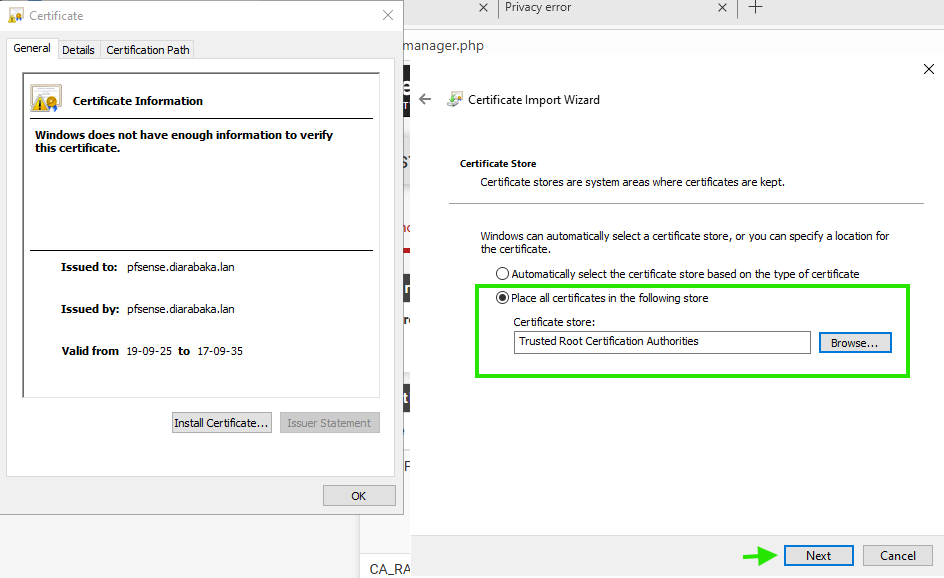 Certificate
General
Details
Certification Path
Certificate Information
Windows does not have enough information to verify
this certificate.
Issued to: pfsense.diarabaka.lan
Issued by: pfsense.diarabaka.lan
Valid from 19-09-25 to 17-09-35
Install Certificate...
Issuer Statement
OK
Privacy error
manager.php
Certificate Import Wizard
Certificate Store
Certificate stores are system areas where certificates are kept.
Windows can automatically select a certificate store, or you can specify a location for
the certificate.
Automatically select the certificate store based on the type of certificate
Place all certificates in the following store
Certificate store:
Trusted Root Certification Authorities
Browse...
Next
Cancel
CA_RA